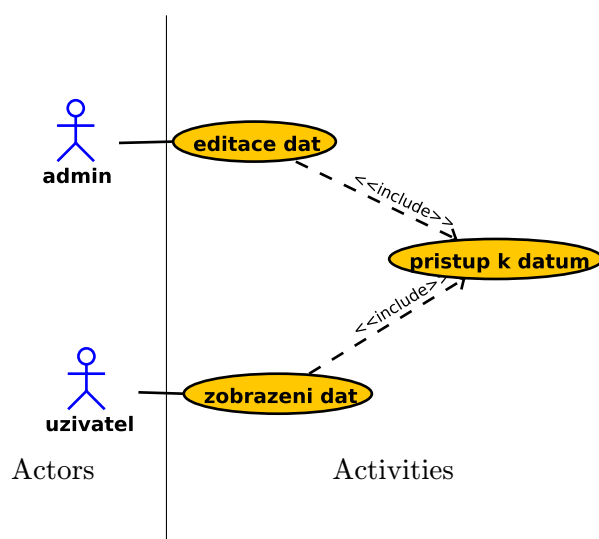 editace dat
admin
<<include>>
pristup k datum
<<include>>
zobrazeni dat
uzivatel
Actors
Activities